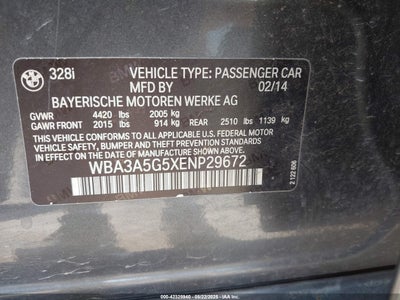 328i VEHICLE TYPE: PASSENGER CAR
MFD BY 02/14
BAYERISCHE MOTOREN WERKE AG
GVWR 4420 lbs 2005 kg
GAWR FRONT 2015 lbs 914 kg REAR 2510 lbs 1139 kg
THIS VEHICLE CONFORMS TO ALL APPLICABLE
U.S. FEDERAL MOTOR VEHICLE SAFETY,
BUMPER AND THEFT PREVENTION STANDARDS IN
EFFECT ON THE DATE OF MANUFACTURE SHOWN ABOVE.
WBA3A5G5XENP29672